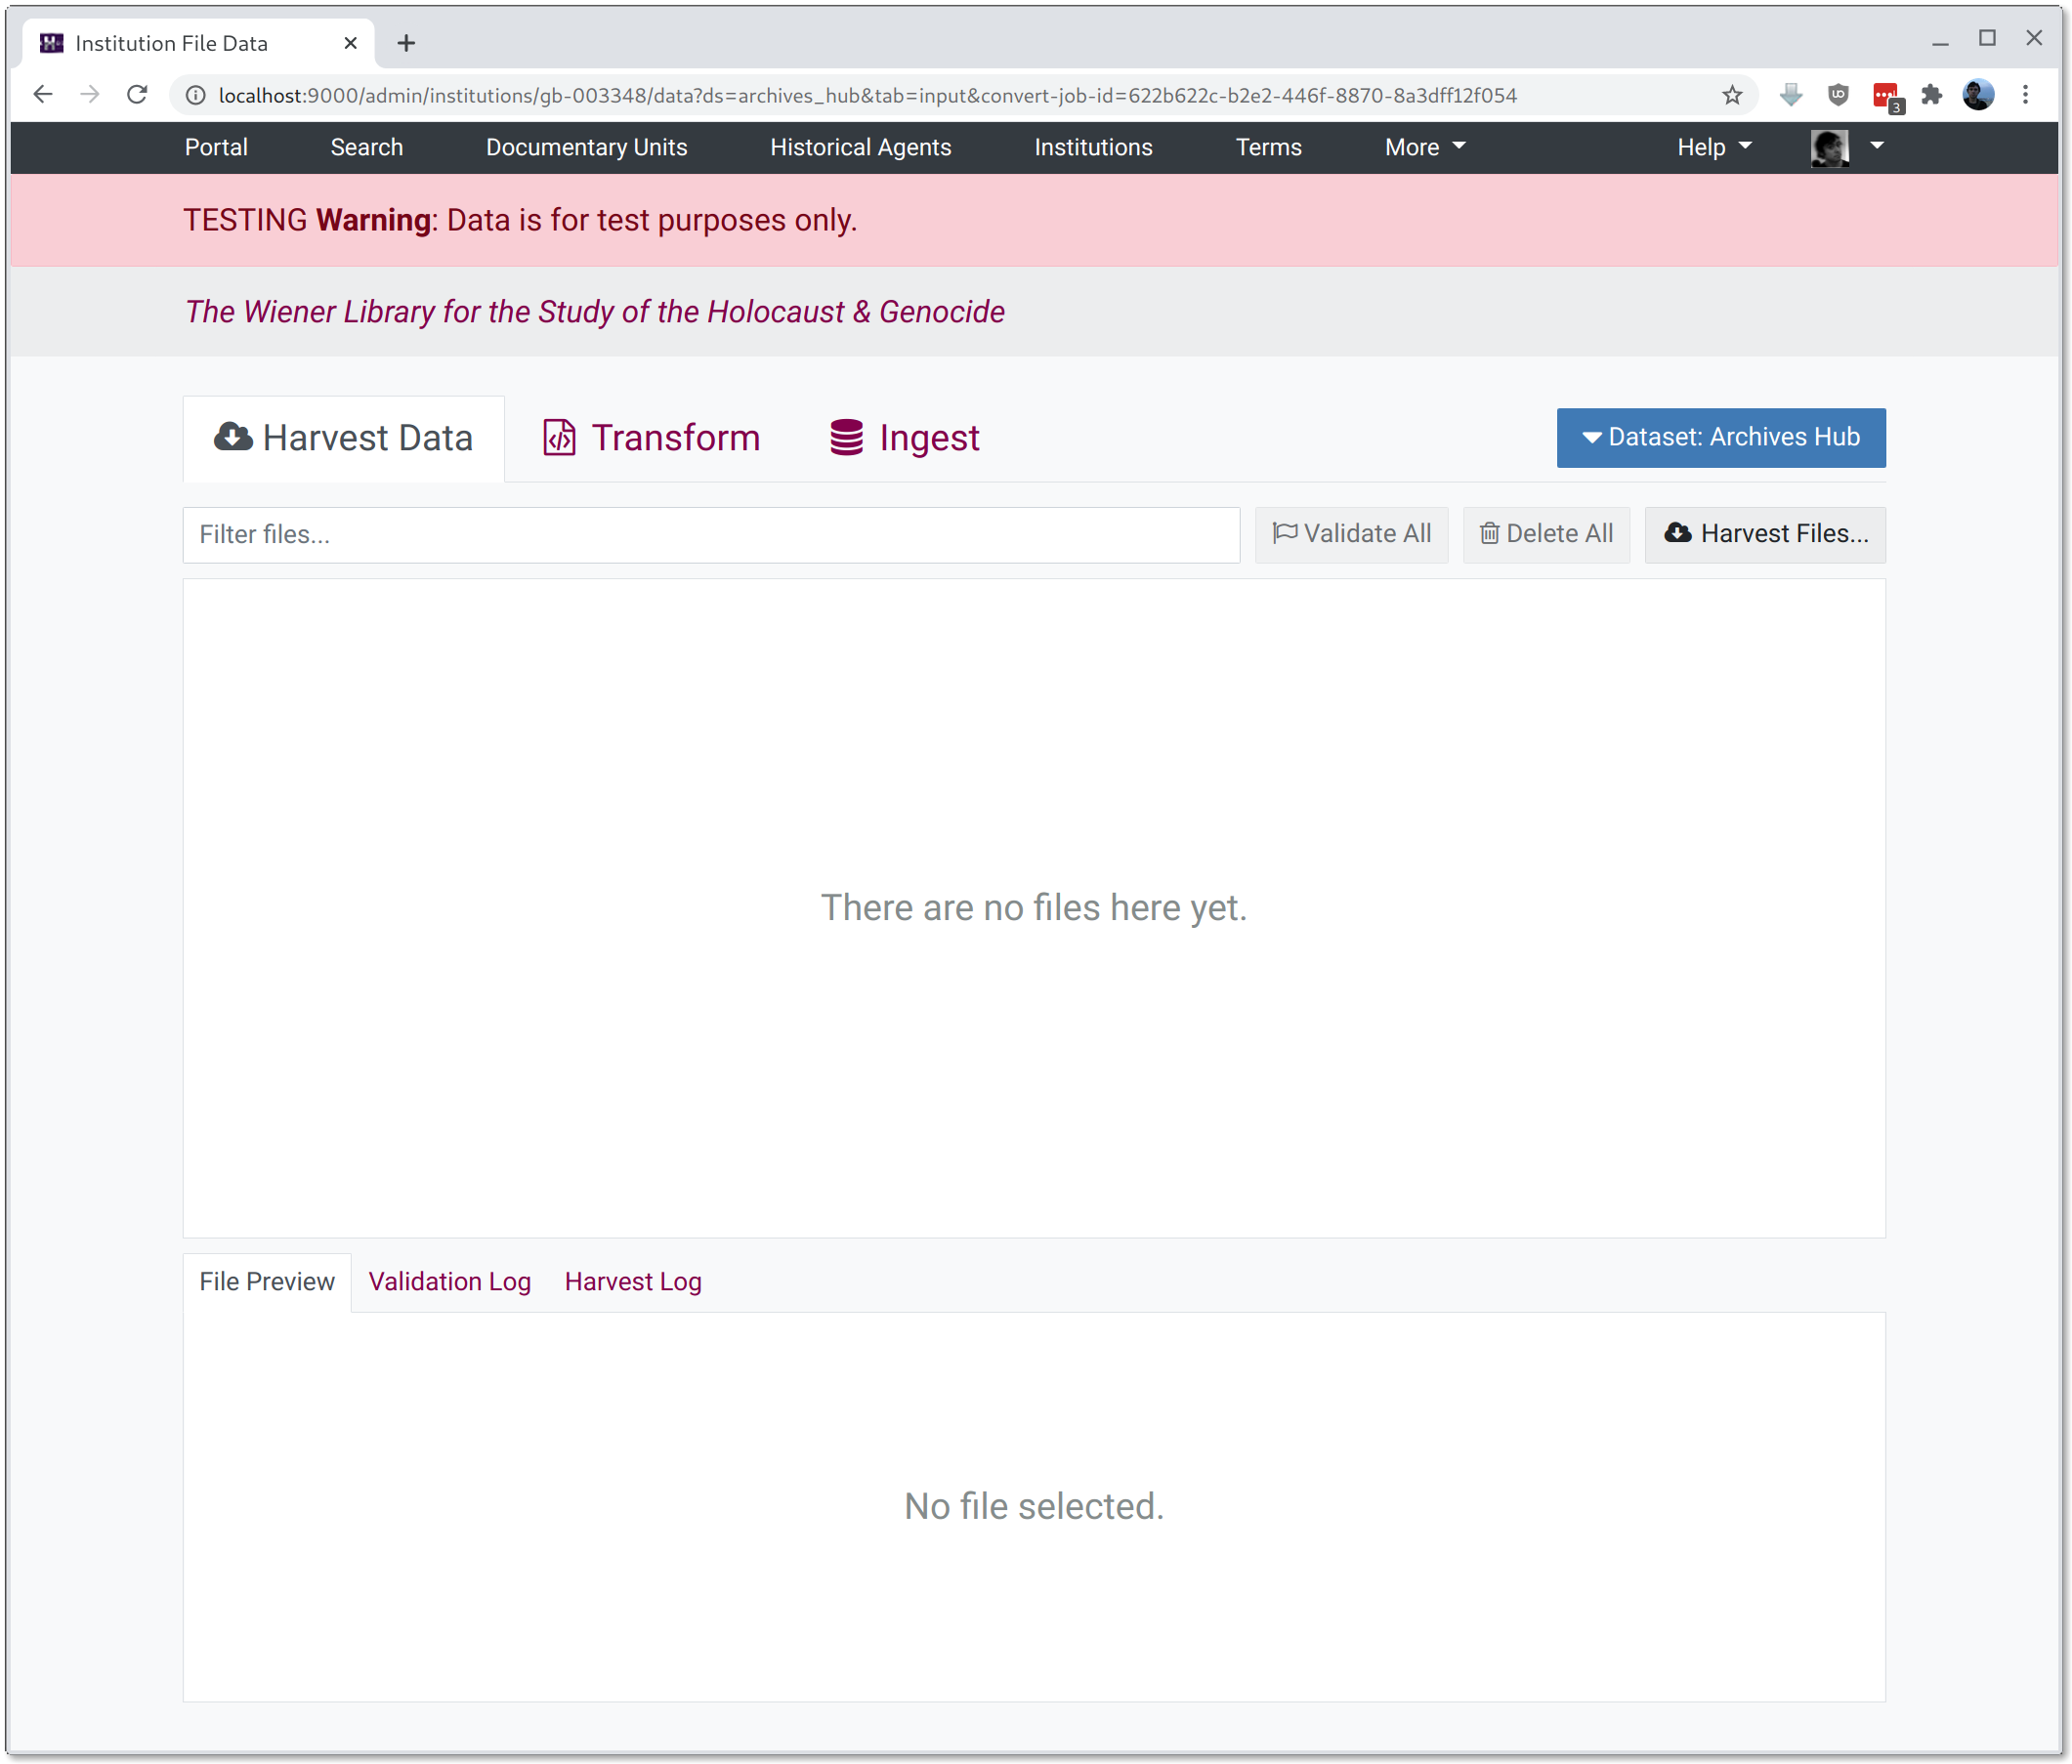 Institution File Data
localhost:9000/admin/institutions/gb-003348/data?ds=archives_hub&tab=input&convert-job-id=622b622c-b2e2-446f-8870-8a3dff12f054
3
Portal Search Documentary Units Historical Agents Institutions Terms More Help
TESTING Warning: Data is for test purposes only.
The Wiener Library for the Study of the Holocaust & Genocide
Harvest Data Transform Ingest Dataset: Archives Hub
Filter files... Validate All Delete All Harvest Files...
There are no files here yet.
File Preview Validation Log Harvest Log
No file selected.